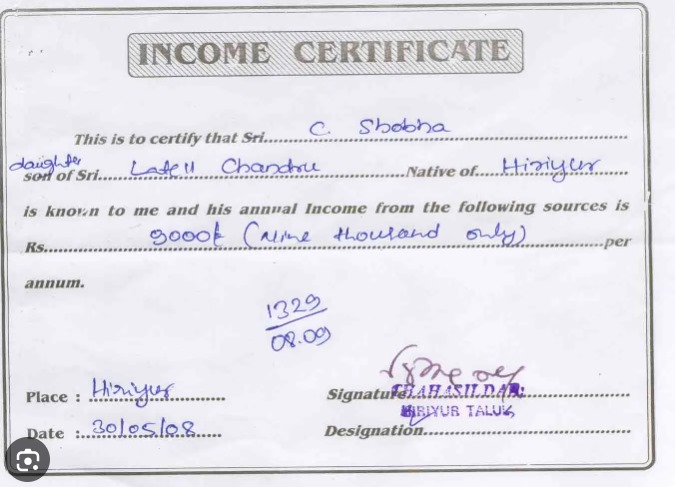 INCOME CERTIFICATE
This is to certify that Sri. C. Shobha
daughter
son of Sri. Late 11 Chandru Native of Hiriyur
is known to me and his annual Income from the following sources is
Rs. 9000/- (Nine thousand only) per
annum.
1329
08.09
Place : Hiriyur
Signature
TAHASILDAR
HIRIYUR TALUK
Date : 30/05/08
Designation